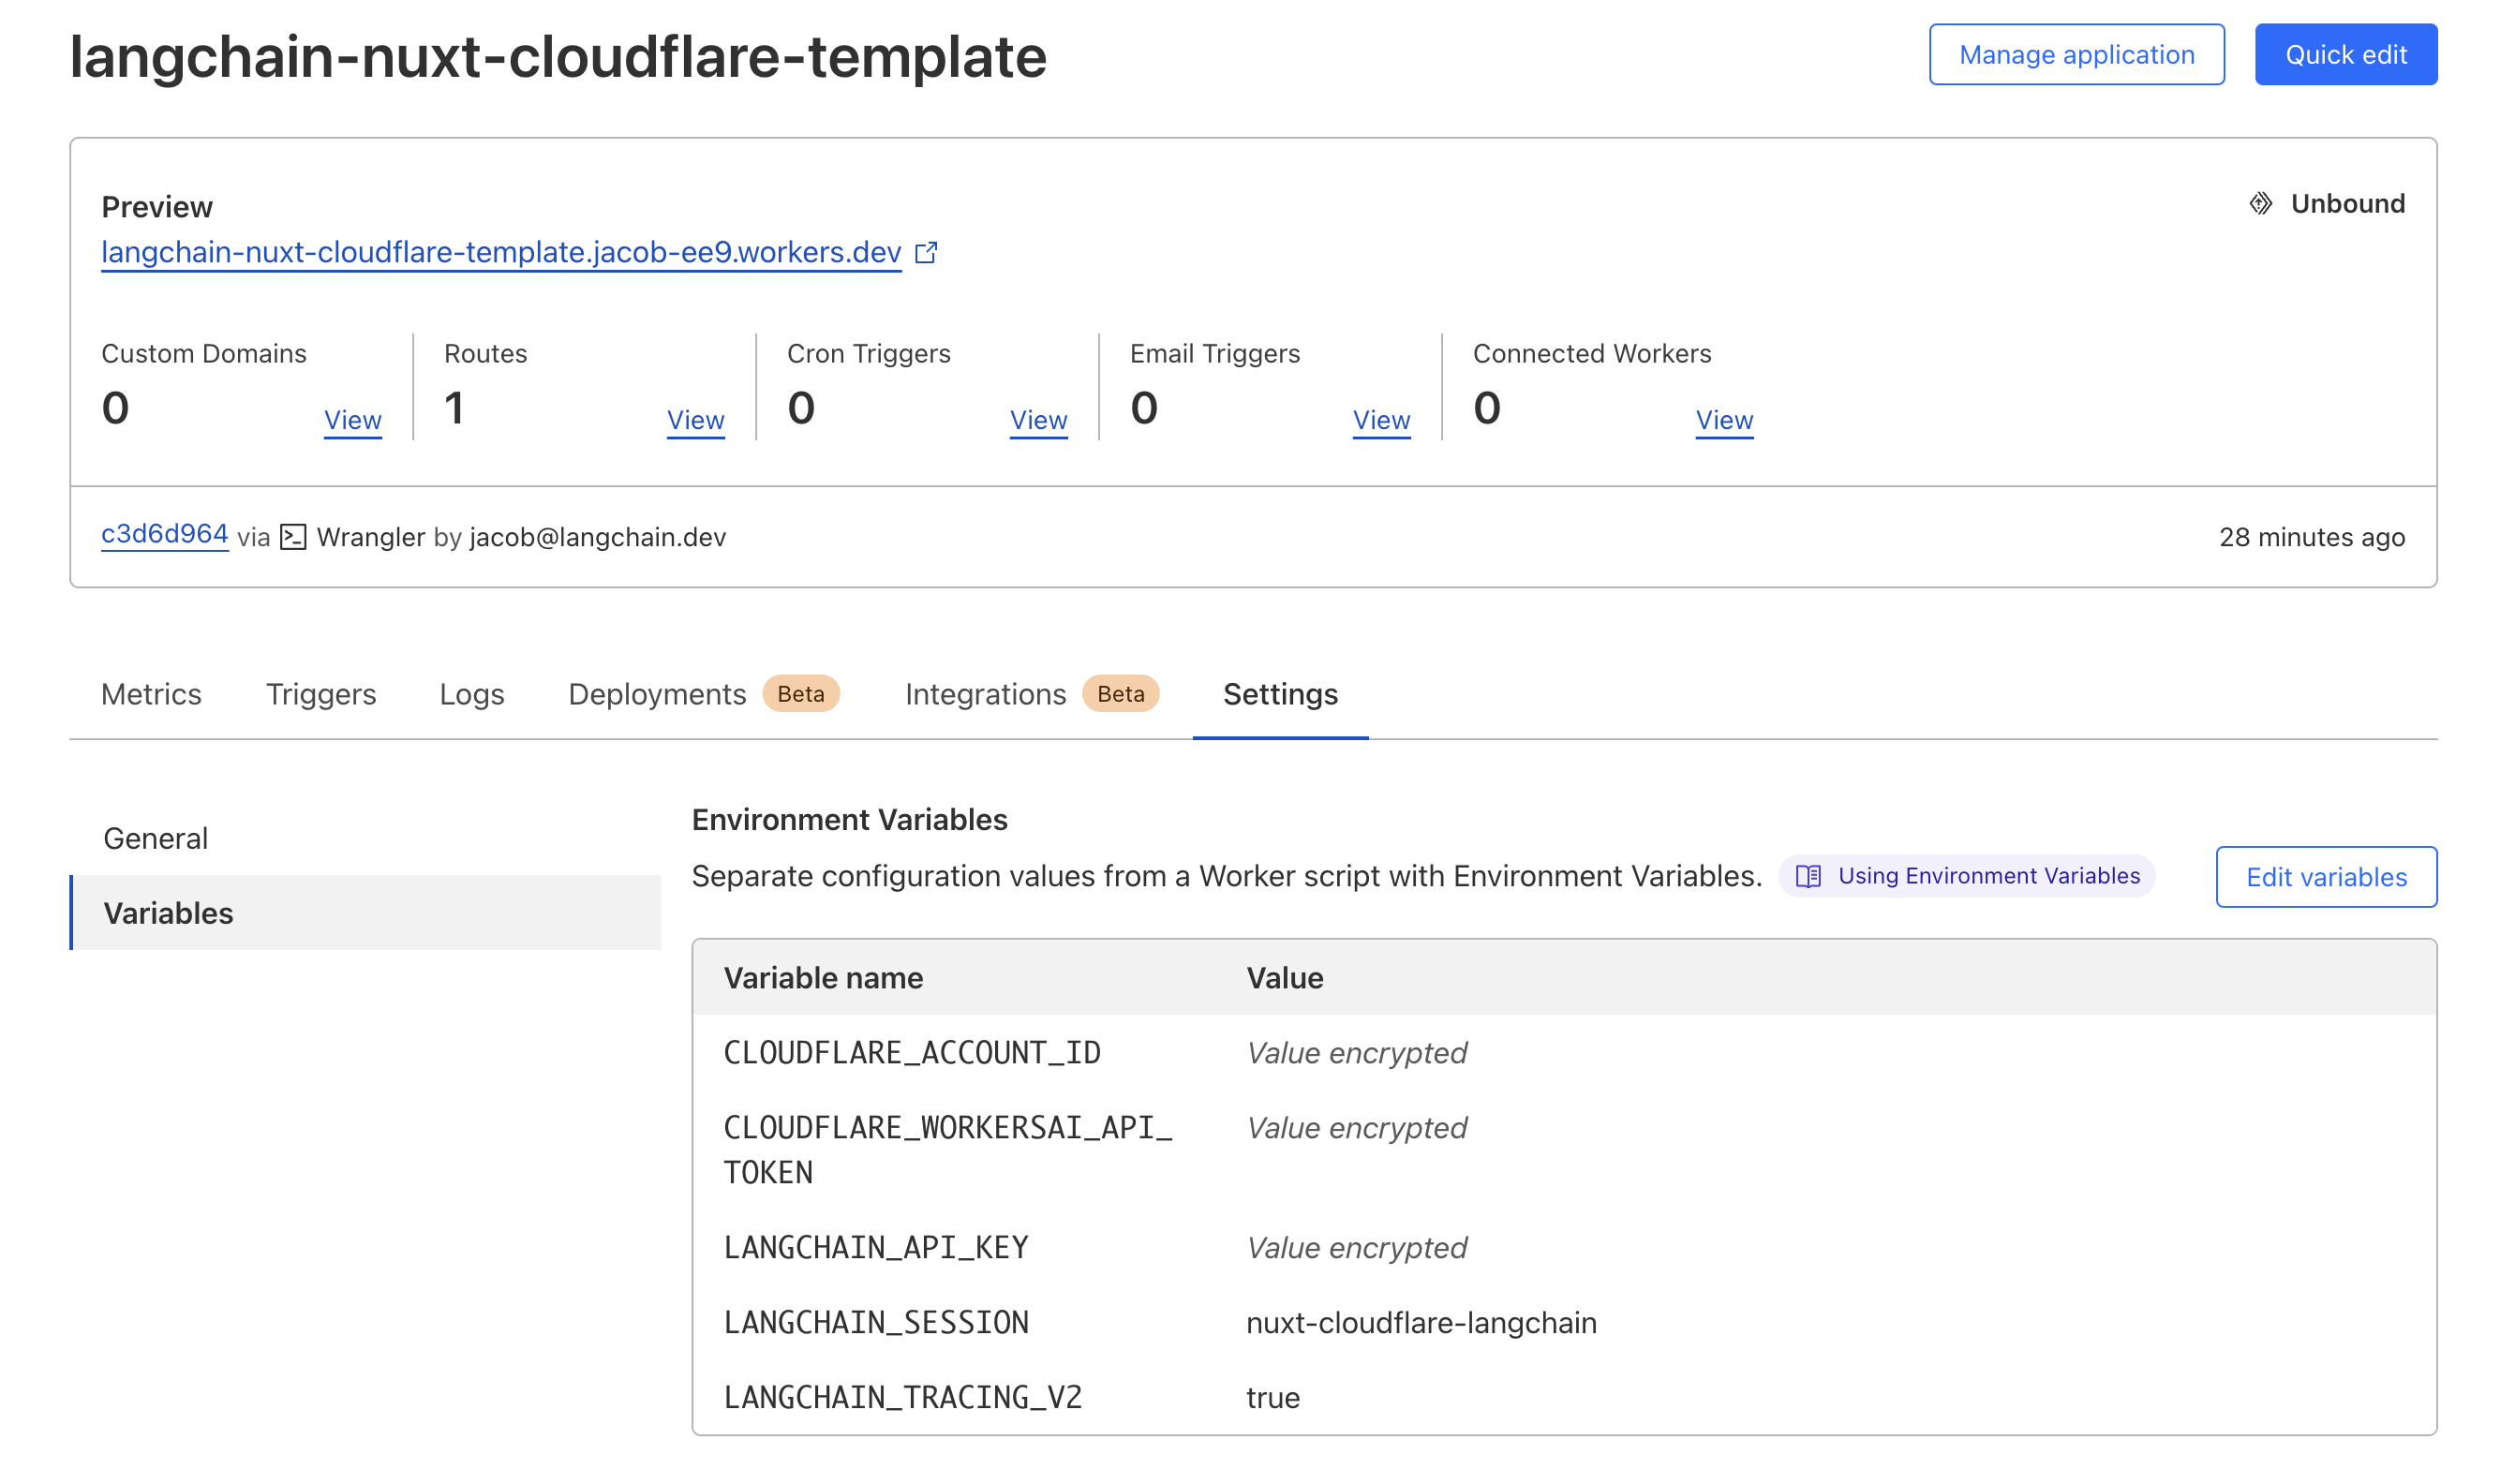 langchain-nuxt-cloudflare-template
Manage application
Quick edit
Preview
Unbound
langchain-nuxt-cloudflare-template.jacob-ee9.workers.dev
Custom Domains
0
View
Routes
1
View
Cron Triggers
0
View
Email Triggers
0
View
Connected Workers
0
View
c3d6d964 via Wrangler by jacob@langchain.dev
28 minutes ago
Metrics
Triggers
Logs
Deployments Beta
Integrations Beta
Settings
General
Variables
Environment Variables
Separate configuration values from a Worker script with Environment Variables.
Using Environment Variables
Edit variables
Variable name Value
CLOUDFLARE_ACCOUNT_ID Value encrypted
CLOUDFLARE_WORKERSAI_API_ Value encrypted
TOKEN
LANGCHAIN_API_KEY Value encrypted
LANGCHAIN_SESSION nuxt-cloudflare-langchain
LANGCHAIN_TRACING_V2 true